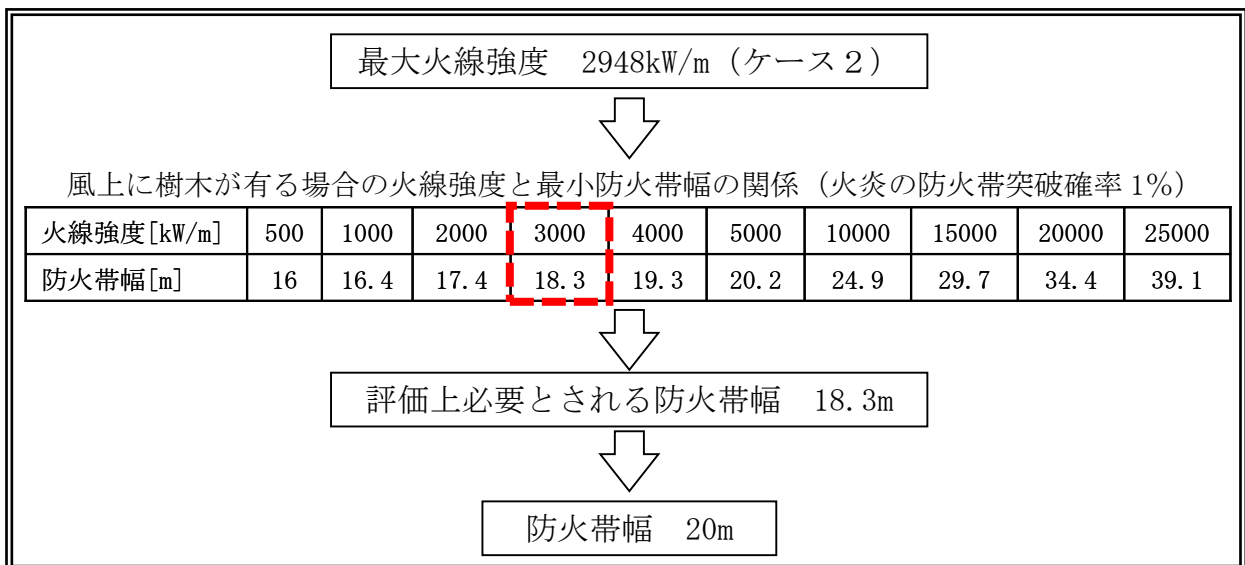 最大火線強度　2948kW/m（ケース２）
風上に樹木が有る場合の火線強度と最小防火帯幅の関係（火炎の防火帯突破確率1%）
火線強度[kW/m] 500 1000 2000 3000 4000 5000 10000 15000 20000 25000
防火帯幅[m] 16 16.4 17.4 18.3 19.3 20.2 24.9 29.7 34.4 39.1
評価上必要とされる防火帯幅　18.3m
防火帯幅　20m